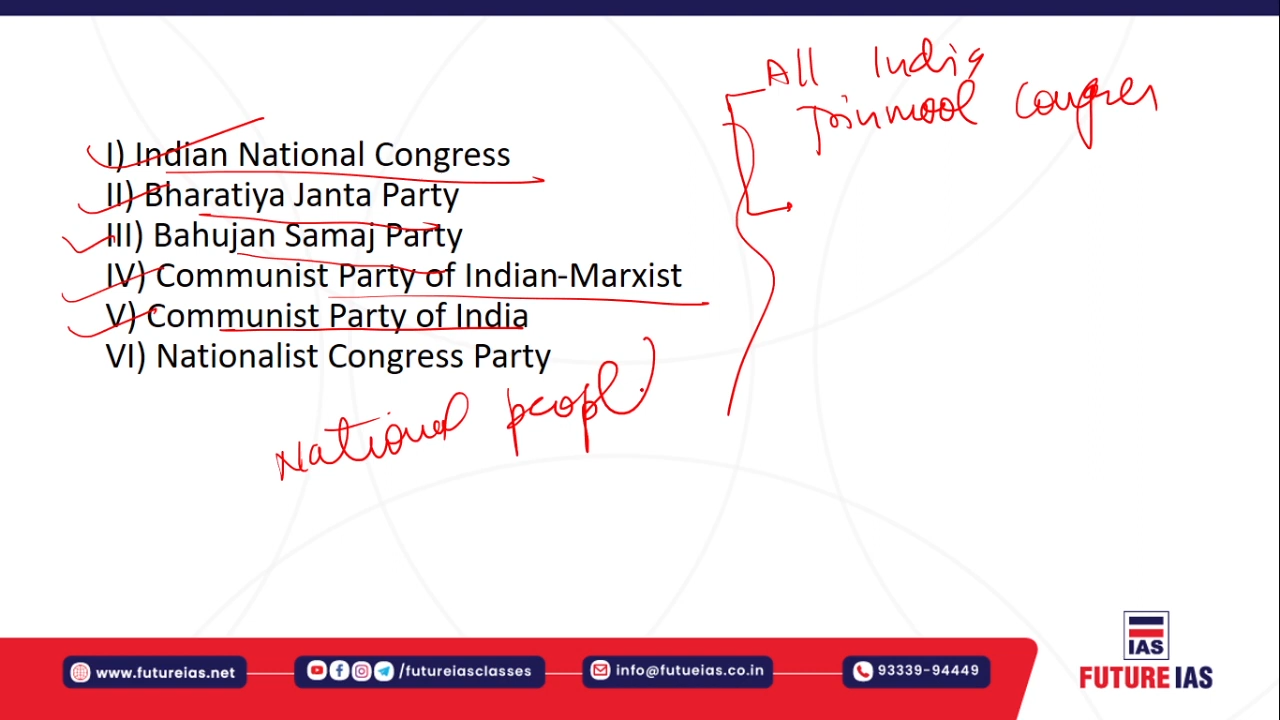 All India
Trinmool Congres
I) Indian National Congress
II) Bharatiya Janta Party
III) Bahujan Samaj Party
IV) Communist Party of Indian-Marxist
V) Communist Party of India
VI) Nationalist Congress Party
National peopl
IAS
FUTURE IAS
www.futureias.net
/futureiasclasses
info@futueias.co.in
93339-94449